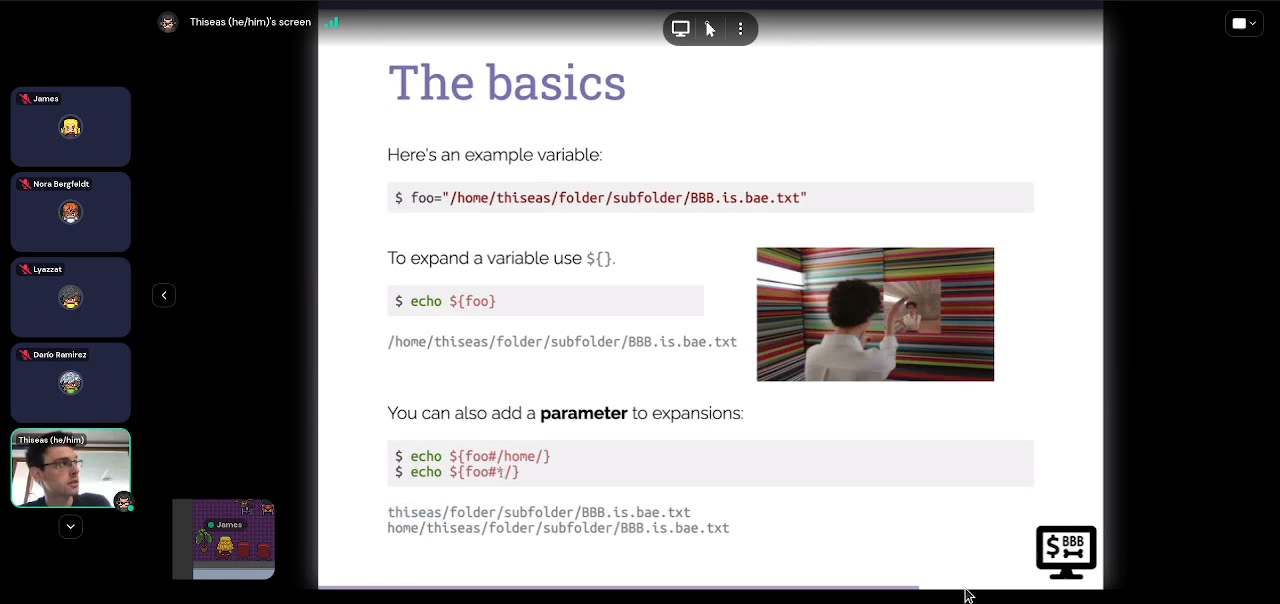 Thiseas (he/him)'s screen
James
Nora Bergfeldt
Lyazzat
Darío Ramirez
Thiseas (he/him)
James
The basics
Here's an example variable:
$ foo="/home/thiseas/folder/subfolder/BBB.is.bae.txt"
To expand a variable use ${}.
$ echo ${foo}
/home/thiseas/folder/subfolder/BBB.is.bae.txt
You can also add a parameter to expansions:
$ echo ${foo#/home/}
$ echo ${foo#*/}
thiseas/folder/subfolder/BBB.is.bae.txt
home/thiseas/folder/subfolder/BBB.is.bae.txt
$ BBB